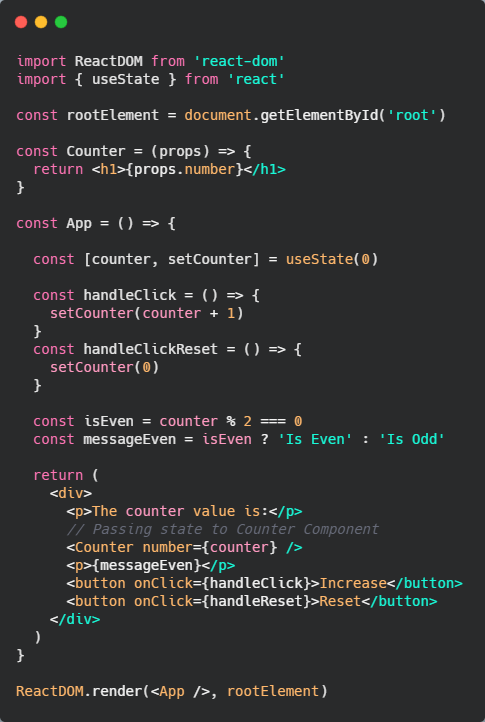 import ReactDOM from 'react-dom'
import { useState } from 'react'
const rootElement = document.getElementById('root')
const Counter = (props) => {
return <h1>{props.number}</h1>
}
const App = () => {
const [counter, setCounter] = useState(0)
const handleClick = () => {
setCounter(counter + 1)
}
const handleClickReset = () => {
setCounter(0)
}
const isEven = counter % 2 === 0
const messageEven = isEven ? 'Is Even' : 'Is Odd'
return (
<div>
<p>The counter value is:</p>
// Passing state to Counter Component
<Counter number={counter} />
<p>{messageEven}</p>
<button onClick={handleClick}>Increase</button>
<button onClick={handleReset}>Reset</button>
</div>
)
}
ReactDOM.render(<App />, rootElement)